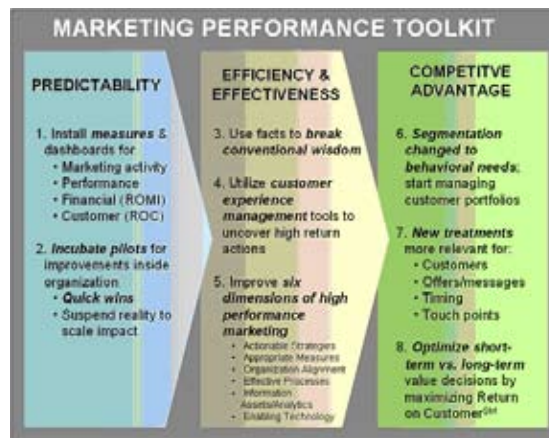 MARKETING PERFORMANCE TOOLKIT
PREDICTABILITY
1. Install measures &
dashboards for
• Marketing activity
• Performance
• Financial (ROMI)
• Customer (ROC)
2. Incubate pilots for
improvements inside
organization
• Quick wins
• Suspend reality to
scale impact
EFFICIENCY &
EFFECTIVENESS
3. Use facts to break
conventional wisdom
4. Utilize customer
experience
management tools to
uncover high return
actions
5. Improve six
dimensions of high
performance
marketing
• Actionable Strategies
• Appropriate Measures
• Organization Alignment
• Effective Processes
• Information
Assets/Analytics
• Enabling Technology
COMPETITVE
ADVANTAGE
6. Segmentation
changed to
behavioral needs;
start managing
customer portfolios
7. New treatments
more relevant for:
• Customers
• Offers/messages
• Timing
• Touch points
8. Optimize short-
term vs. long-term
value decisions by
maximizing Return
on Customer℠